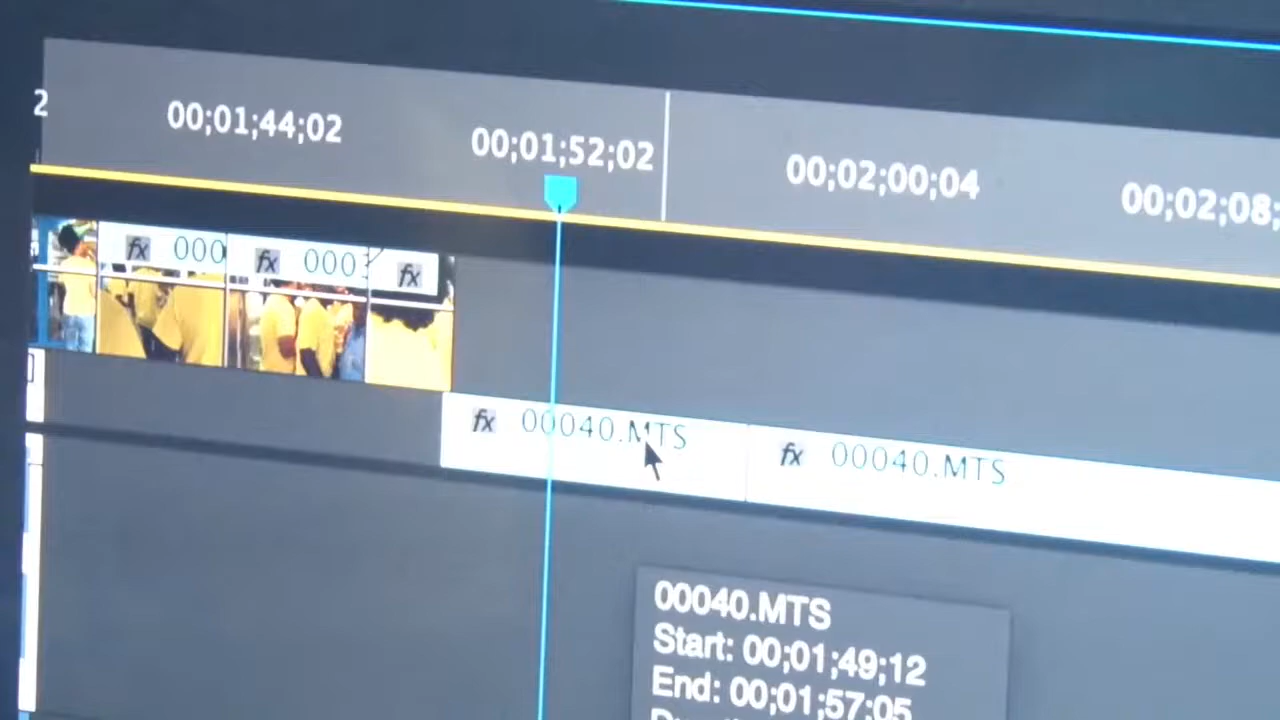 2 00;01;44;02 00;01;52;02 00;02;00;04 00;02;08;
fx 000 fx 000 fx
fx 00040.MTS fx 00040.MTS
00040.MTS
Start: 00;01;49;12
End: 00;01;57;05